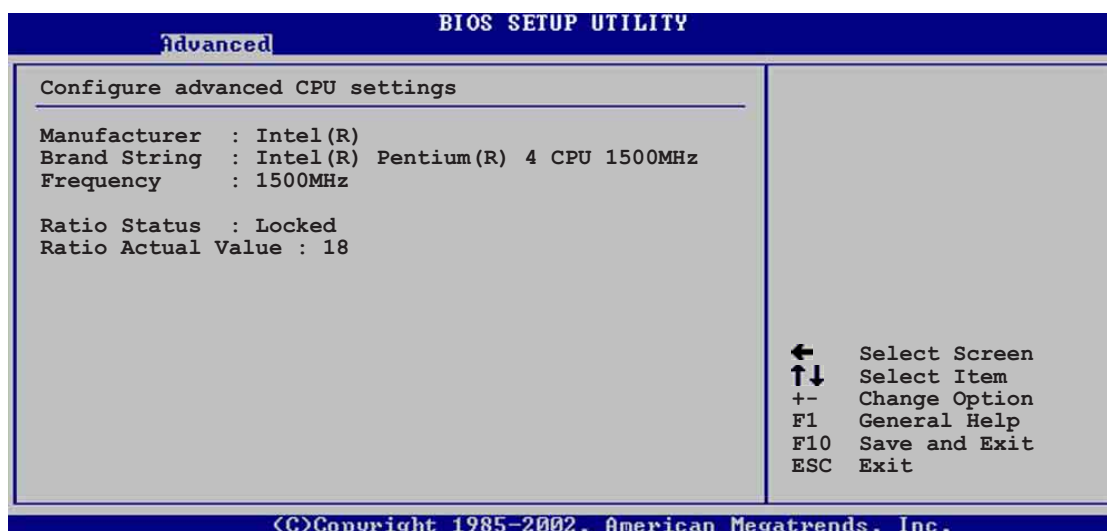 BIOS SETUP UTILITY
Advanced
Configure advanced CPU settings
Manufacturer : Intel(R)
Brand String : Intel(R) Pentium(R) 4 CPU 1500MHz
Frequency : 1500MHz
Ratio Status : Locked
Ratio Actual Value : 18
← Select Screen
↑↓ Select Item
+- Change Option
F1 General Help
F10 Save and Exit
ESC Exit
(C)Copyright 1985-2002, American Megatrends, Inc.